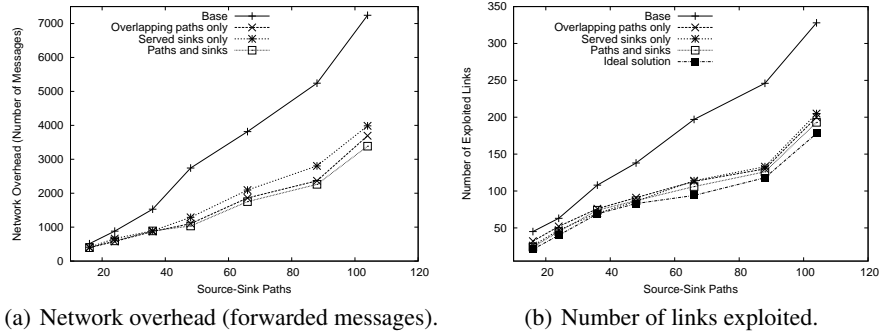 Network Overhead (Number of Messages)
7000
6000
5000
4000
3000
2000
1000
0
Base
Overlapping paths only
Served sinks only
Paths and sinks
0 20 40 60 80 100 120
Source-Sink Paths
(a) Network overhead (forwarded messages).
Number of Exploited Links
350
300
250
200
150
100
50
Base
Overlapping paths only
Served sinks only
Paths and sinks
Ideal solution
20 40 60 80 100 120
Source-Sink Paths
(b) Number of links exploited.